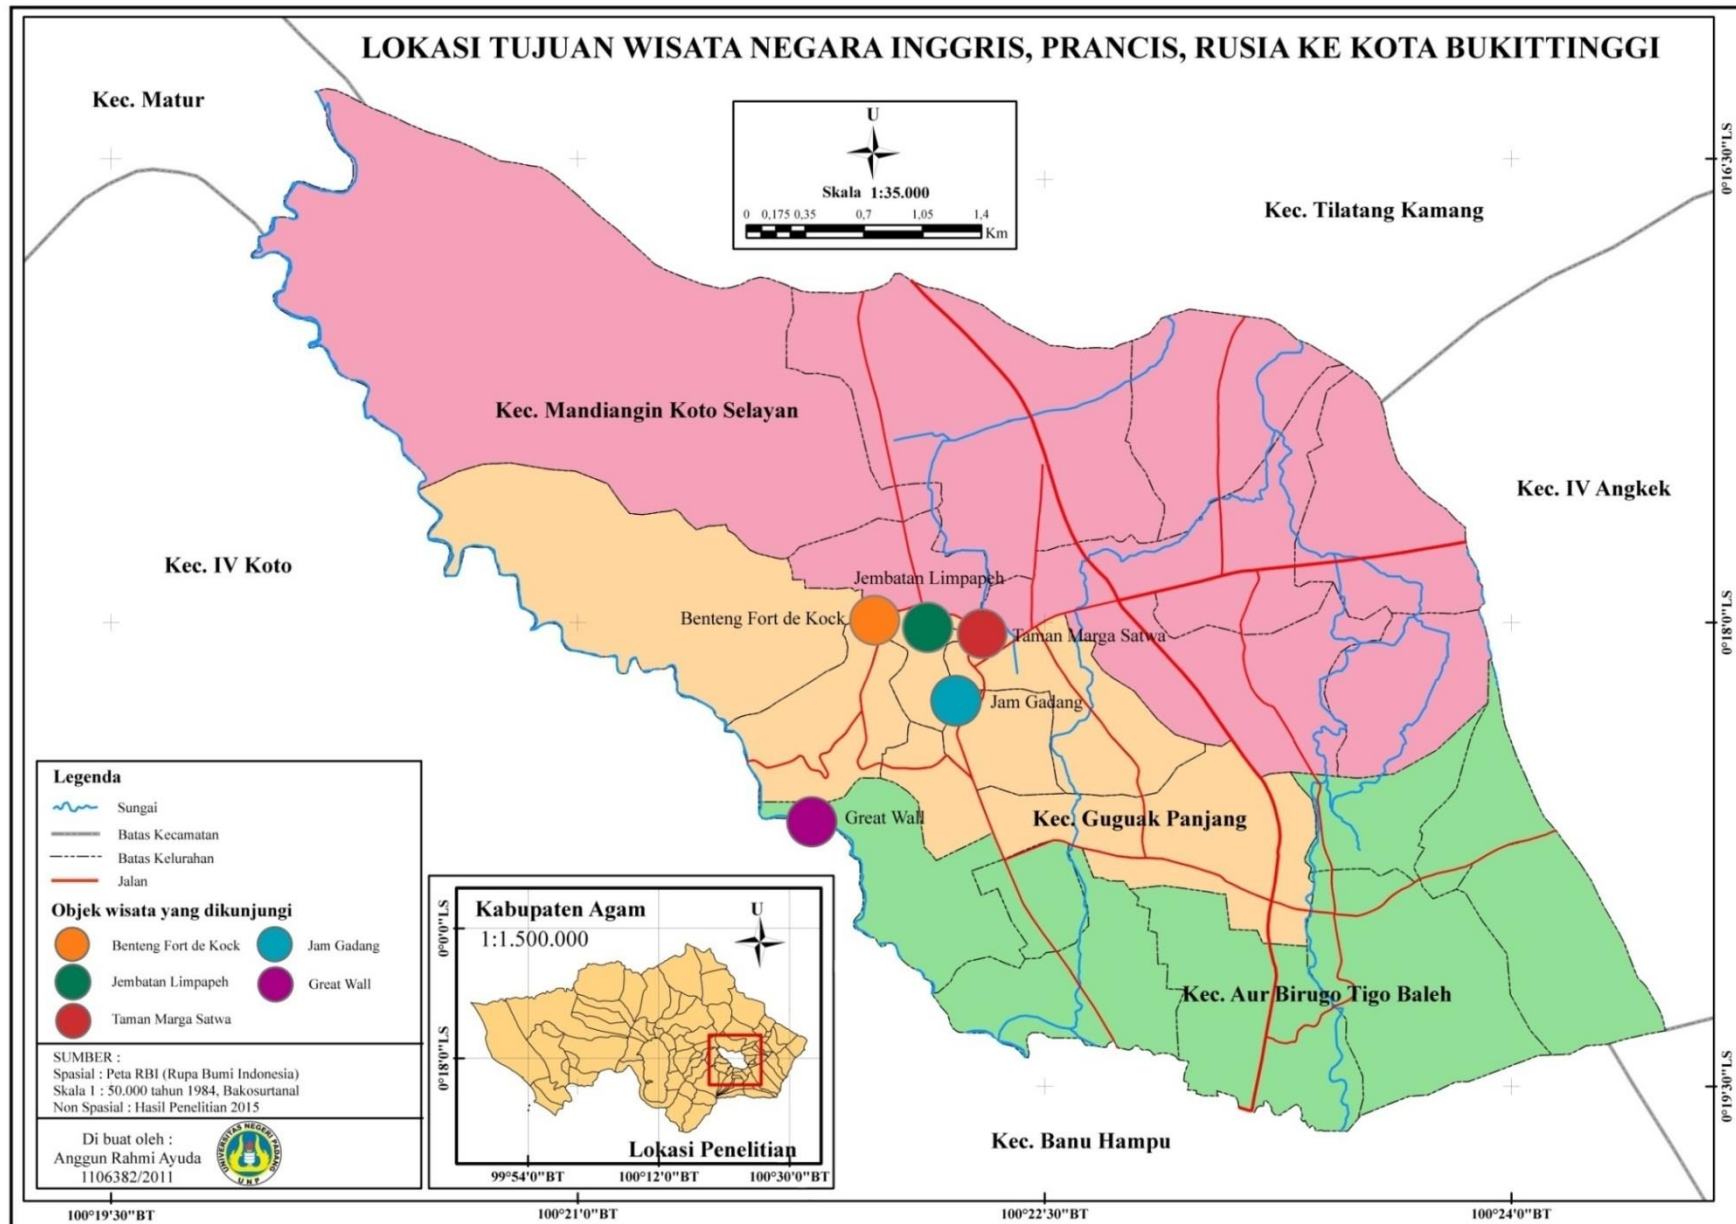 LOKASI TUJUAN WISATA NEGARA INGGRIS, PRANCIS, RUSIA KE KOTA BUKITTINGGI
Kec. Matur
U
Skala 1:35.000
0 0,175 0,35 0,7 1,05 1,4
Km
Kec. Tilatang Kamang
0°16'30"LS
Kec. Mandiangin Koto Selayan
Kec. IV Angkek
Kec. IV Koto
Jembatan Limpapeh
Benteng Fort de Kock
Taman Marga Satwa
0°18'0"LS
Jam Gadang
Great Wall
Kec. Guguak Panjang
Kec. Aur Birugo Tigo Baleh
0°19'30"LS
Kec. Banu Hampu
Legenda
Sungai
Batas Kecamatan
Batas Kelurahan
Jalan
Objek wisata yang dikunjungi
Benteng Fort de Kock
Jam Gadang
Jembatan Limpapeh
Great Wall
Taman Marga Satwa
SUMBER :
Spasial : Peta RBI (Rupa Bumi Indonesia)
Skala 1 : 50.000 tahun 1984, Bakosurtanal
Non Spasial : Hasil Penelitian 2015
Di buat oleh :
Anggun Rahmi Ayuda
1106382/2011
UNIVERSITAS NEGERI PADANG
U N P
Kabupaten Agam
1:1.500.000
U
0°0'0"LS
0°18'0"LS
Lokasi Penelitian
99°54'0"BT 100°12'0"BT 100°30'0"BT
100°19'30"BT 100°21'0"BT 100°22'30"BT 100°24'0"BT